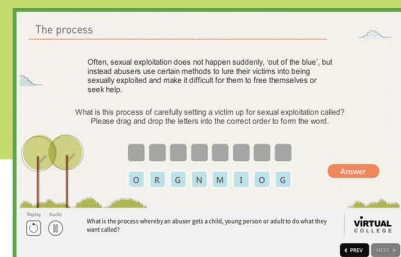 The process
Often, sexual exploitation does not happen suddenly, 'out of the blue', but
instead abusers use certain methods to lure their victims into being
sexually exploited and make it difficult for them to free themselves or
seek help.
What is this process of carefully setting a victim up for sexual exploitation called?
Please drag and drop the letters into the correct order to form the word.
O R G N M I O G
Answer
Replay Audio
What is the process whereby an abuser gets a child, young person or adult to do what they
want called?
VIRTUAL
COLLEGE
< PREV NEXT >